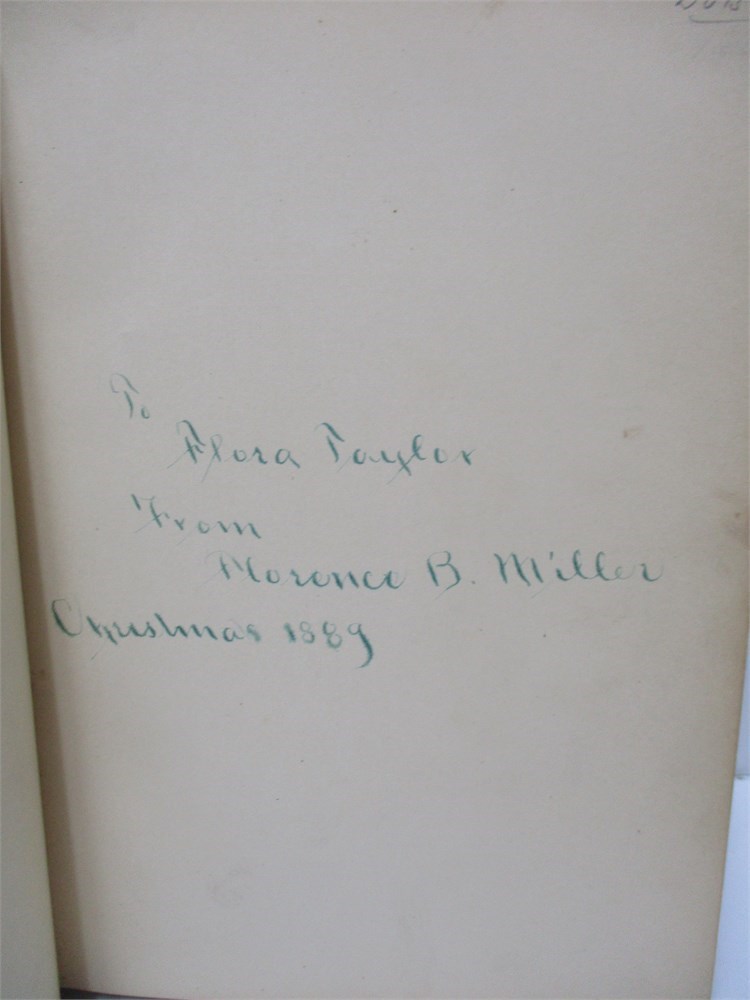 To
Flora Taylor
From
Florence B. Miller
Christmas 1889